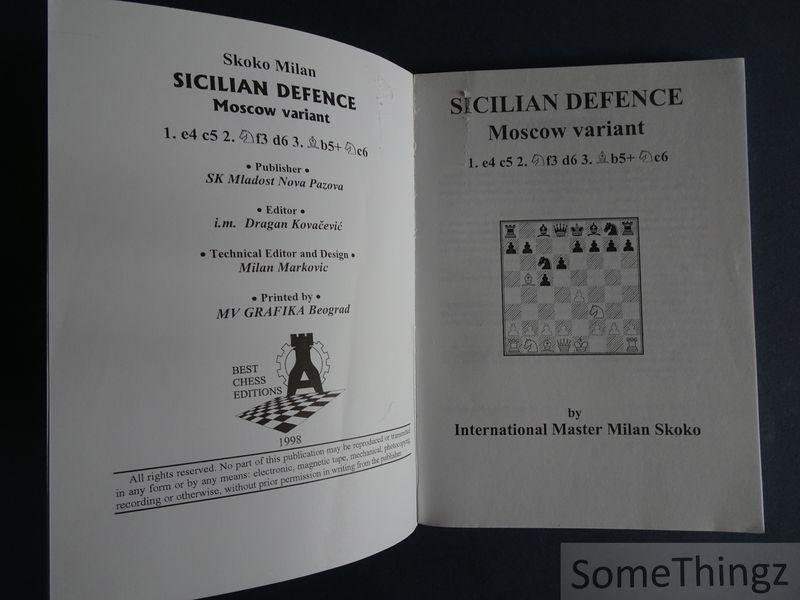 Skoko Milan
SICILIAN DEFENCE
Moscow variant
1. e4 c5 2. ♘f3 d6 3. ♗b5+ ♘c6
• Publisher •
SK Mladost Nova Pazova
• Editor •
i.m. Dragan Kovačević
• Technical Editor and Design •
Milan Markovic
• Printed by •
MV GRAFIKA Beograd
BEST
CHESS
EDITIONS
1998
All rights reserved. No part of this publication may be reproduced or transmitted
in any form or by any means: electronic, magnetic tape, mechanical, photocopying,
recording or otherwise, without prior permission in writing from the publisher.
SICILIAN DEFENCE
Moscow variant
1. e4 c5 2. ♘f3 d6 3. ♗b5+ ♘c6
by
International Master Milan Skoko
SomeThingz